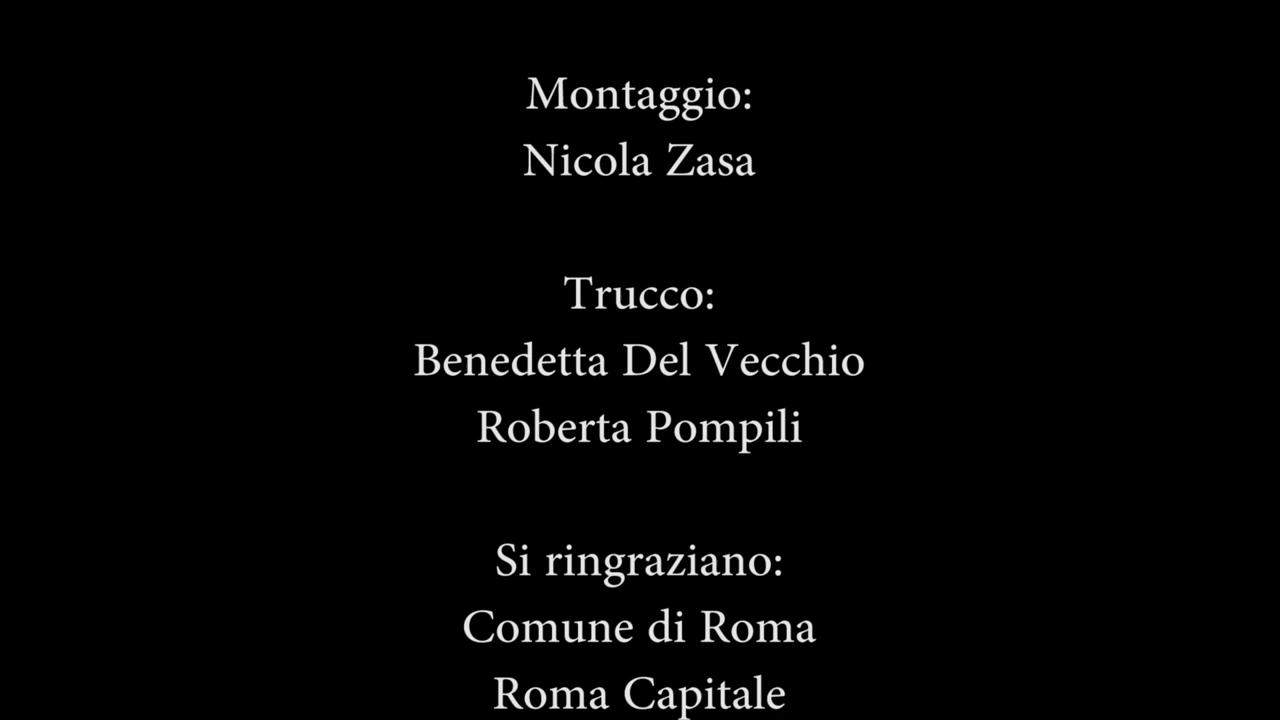 Montaggio:
Nicola Zasa
Trucco:
Benedetta Del Vecchio
Roberta Pompili
Si ringraziano:
Comune di Roma
Roma Capitale